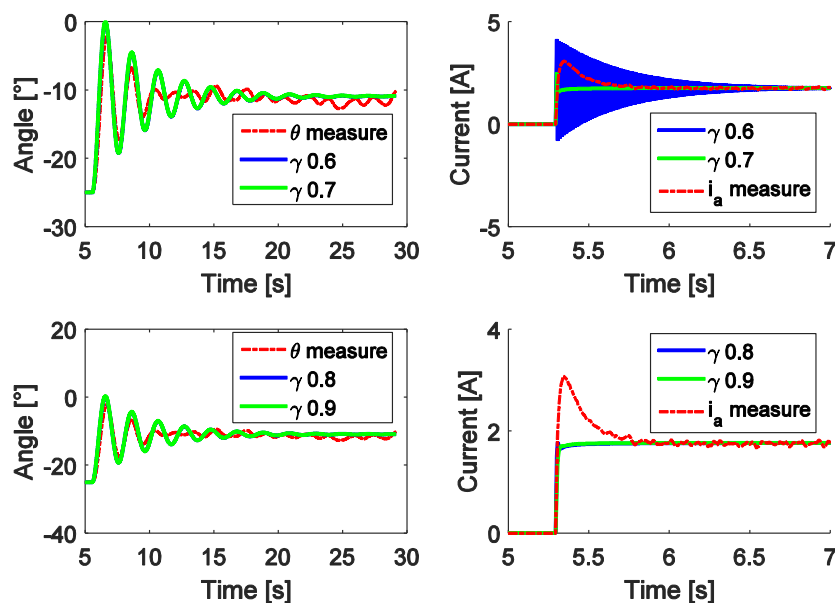 0
-10
-20
-30
Angle [°]
5 10 15 20 25 30
Time [s]
θ measure
γ 0.6
γ 0.7
5
0
-5
Current [A]
5 5.5 6 6.5 7
Time [s]
γ 0.6
γ 0.7
i_a measure
20
0
-20
-40
Angle [°]
5 10 15 20 25 30
Time [s]
θ measure
γ 0.8
γ 0.9
4
2
0
Current [A]
5 5.5 6 6.5 7
Time [s]
γ 0.8
γ 0.9
i_a measure